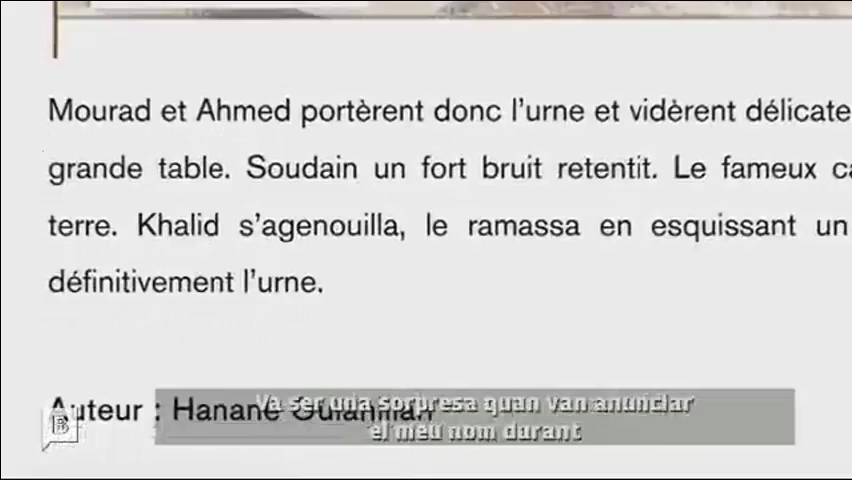 Mourad et Ahmed portèrent donc l'urne et vidèrent délicate
grande table. Soudain un fort bruit retentit. Le fameux ca
terre. Khalid s'agenouilla, le ramassa en esquissant un
définitivement l'urne.
Auteur : Hanane
Va ser una sorpresa quan van anunciar
el meu nom durant
B